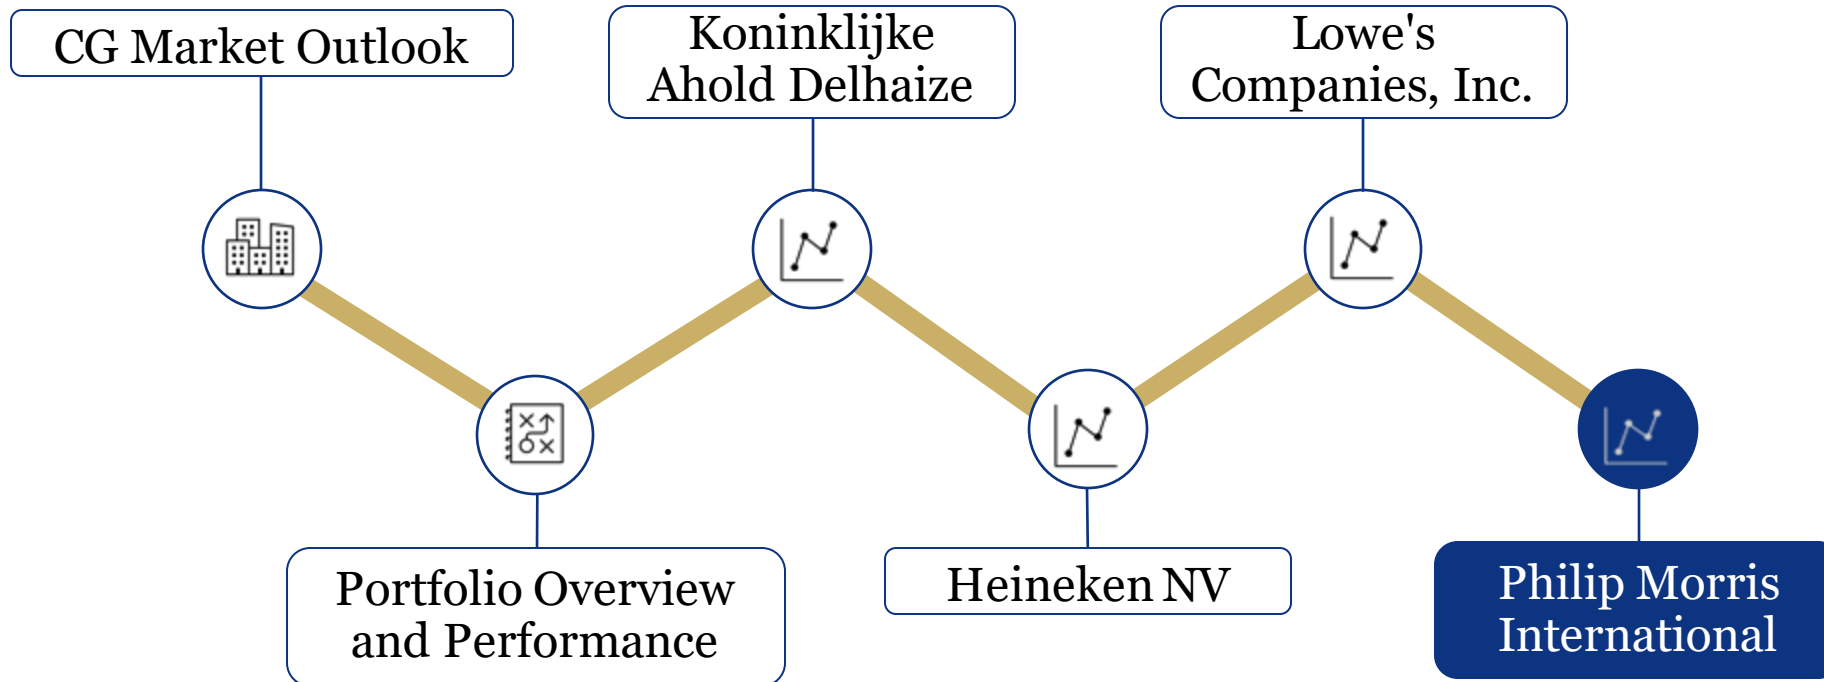 CG Market Outlook
Koninklijke
Ahold Delhaize
Lowe's
Companies, Inc.
Portfolio Overview
and Performance
Heineken NV
Philip Morris
International